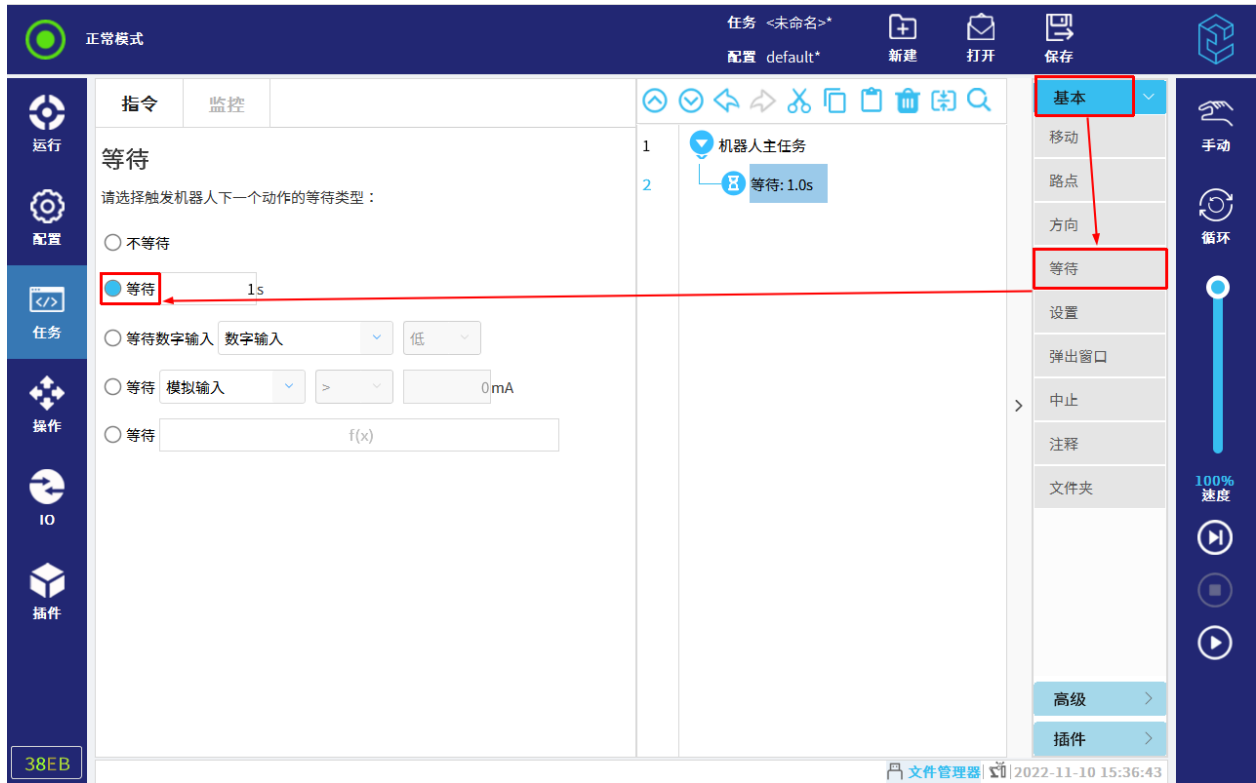 正常模式
任务 <未命名>*
配置 default*
新建
打开
保存
运行
配置
任务
操作
IO
插件
38EB
指令
监控
等待
请选择触发机器人下一个动作的等待类型：
不等待
等待 1s
等待数字输入 数字输入 低
等待 模拟输入 > 0mA
等待 f(x)
1 机器人主任务
2 等待: 1.0s
基本
移动
路点
方向
等待
设置
弹出窗口
中止
注释
文件夹
高级
插件
手动
循环
100%
速度
文件管理器 2022-11-10 15:36:43